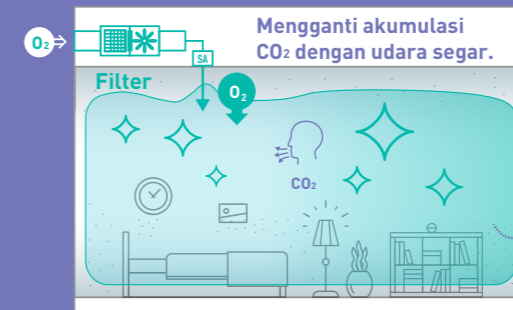 Mengganti akumulasi
CO₂ dengan udara segar.
O₂
SA
Filter
O₂
CO₂